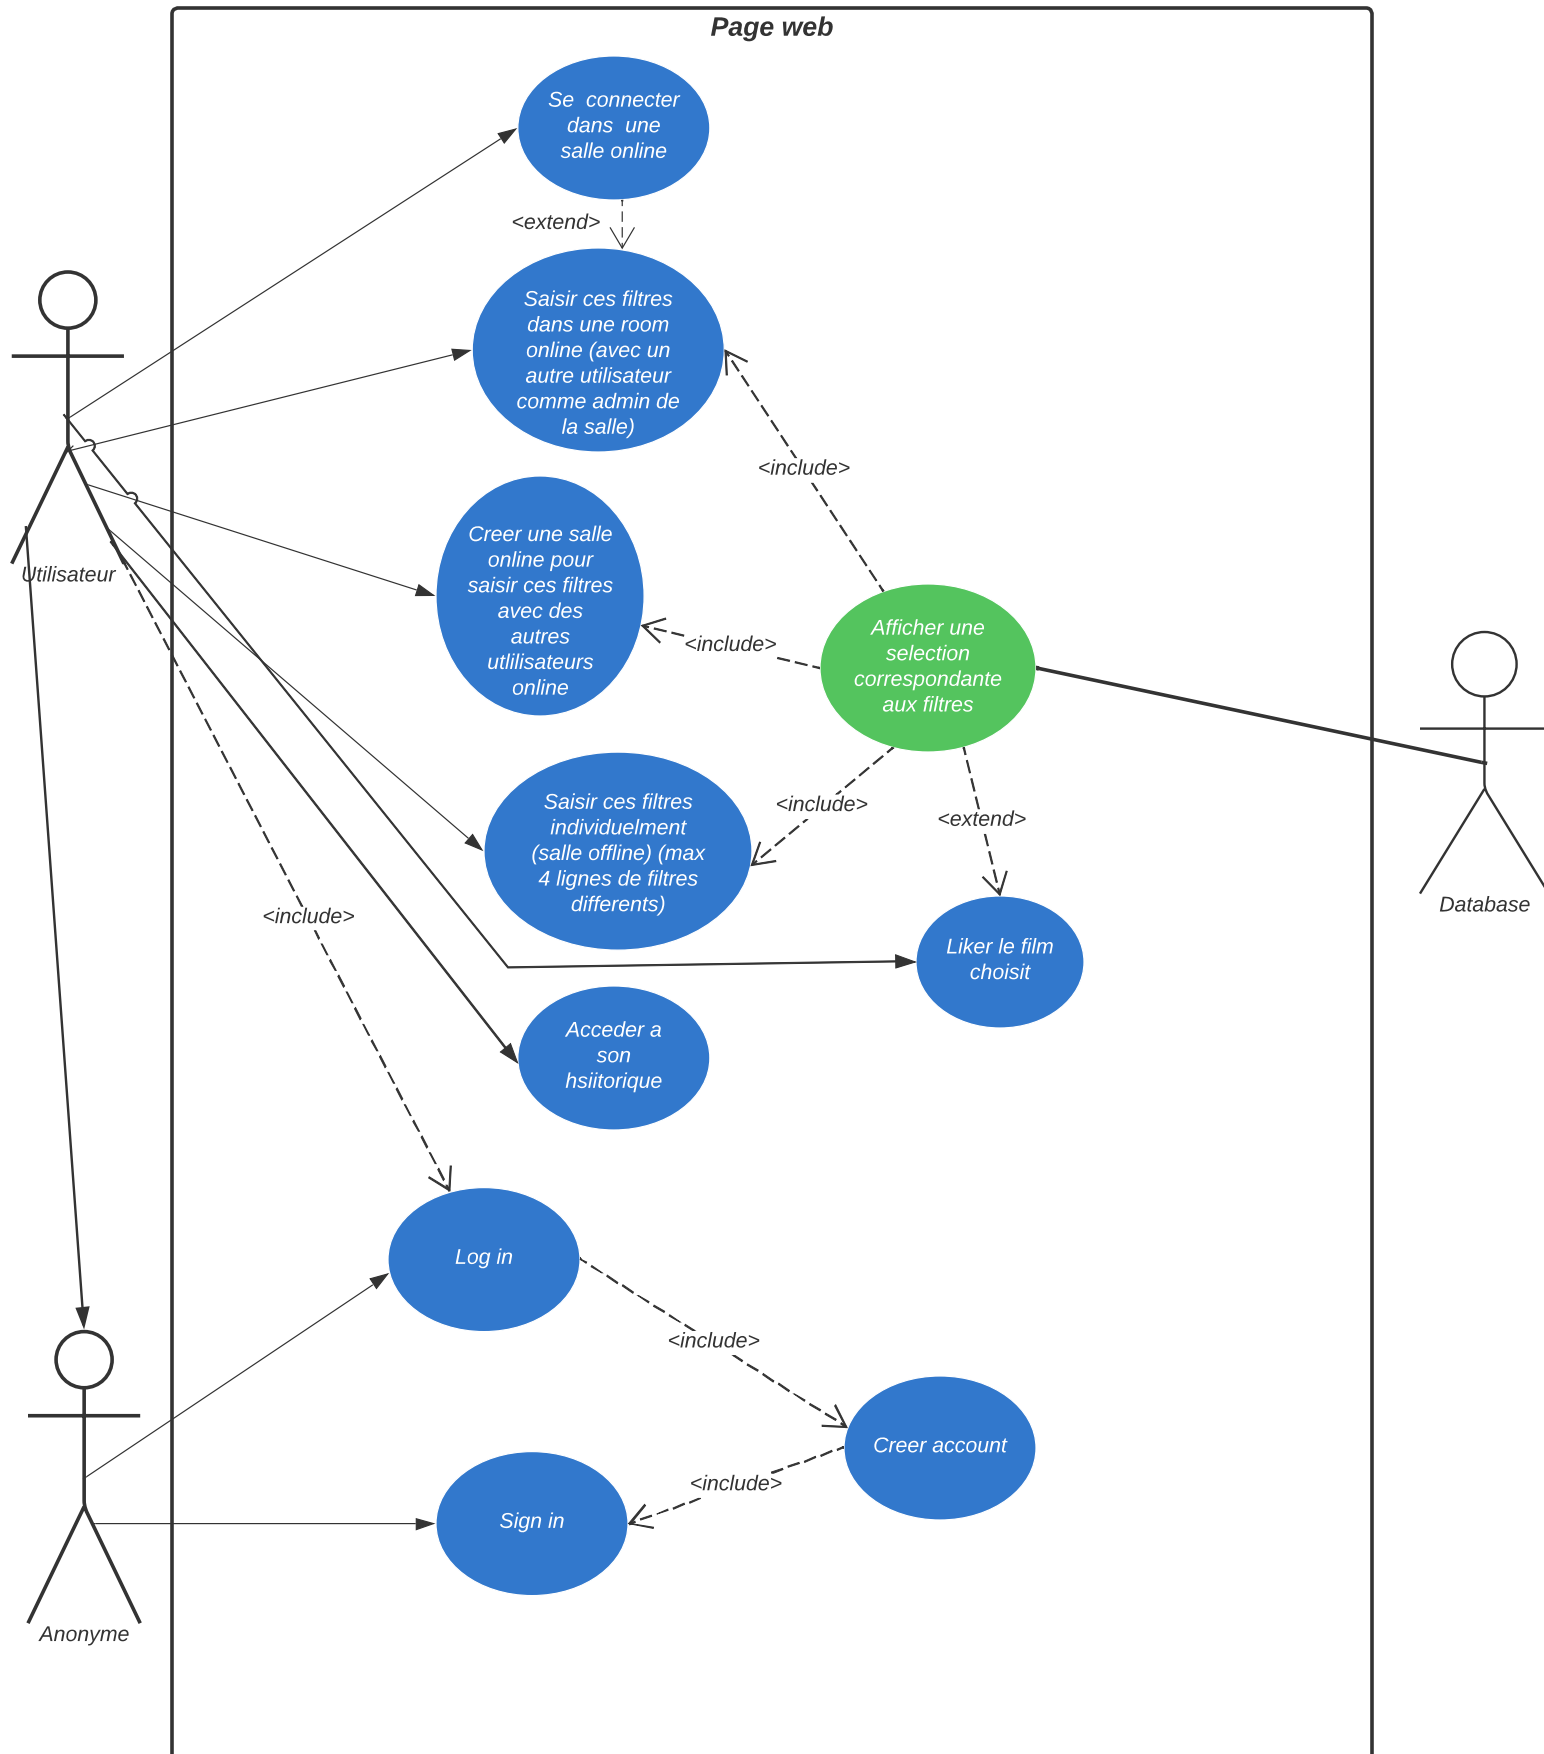 Page web
Se connecter
dans une
salle online
<extend>
Saisir ces filtres
dans une room
online (avec un
autre utilisateur
comme admin de
la salle)
<include>
Utilisateur
Creer une salle
online pour
saisir ces filtres
avec des
autres
utlilisateurs
online
<include>
Afficher une
selection
correspondante
aux filtres
Saisir ces filtres
individuelment
(salle offline) (max
4 lignes de filtres
differents)
<include>
<extend>
Database
<include>
Liker le film
choisit
Acceder a
son
hsiitorique
Log in
<include>
Creer account
<include>
Sign in
Anonyme